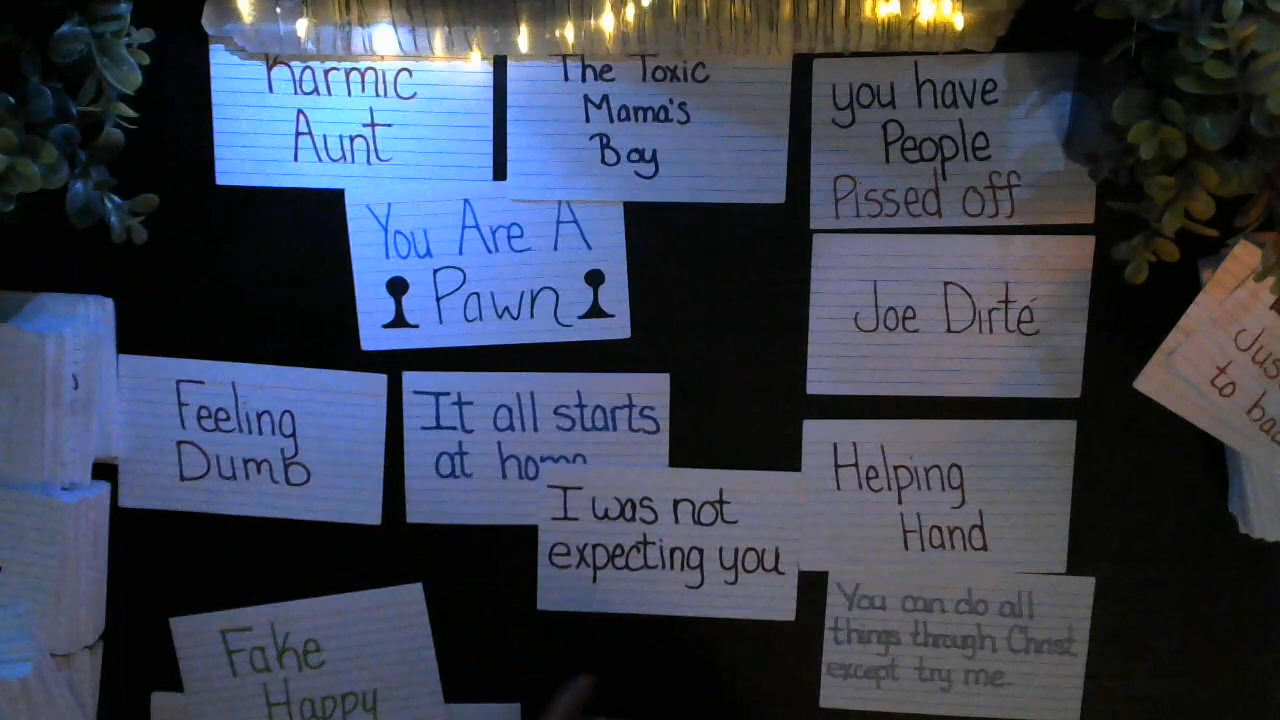 Karmic
Aunt
The Toxic
Mama's
Boy
you have
People
Pissed off
You Are A
Pawn
Joe Dirté
Feeling
Dumb
It all starts
at home
I was not
expecting you
Helping
Hand
You can do all
things through Christ
except try me.
Fake
Happy
to